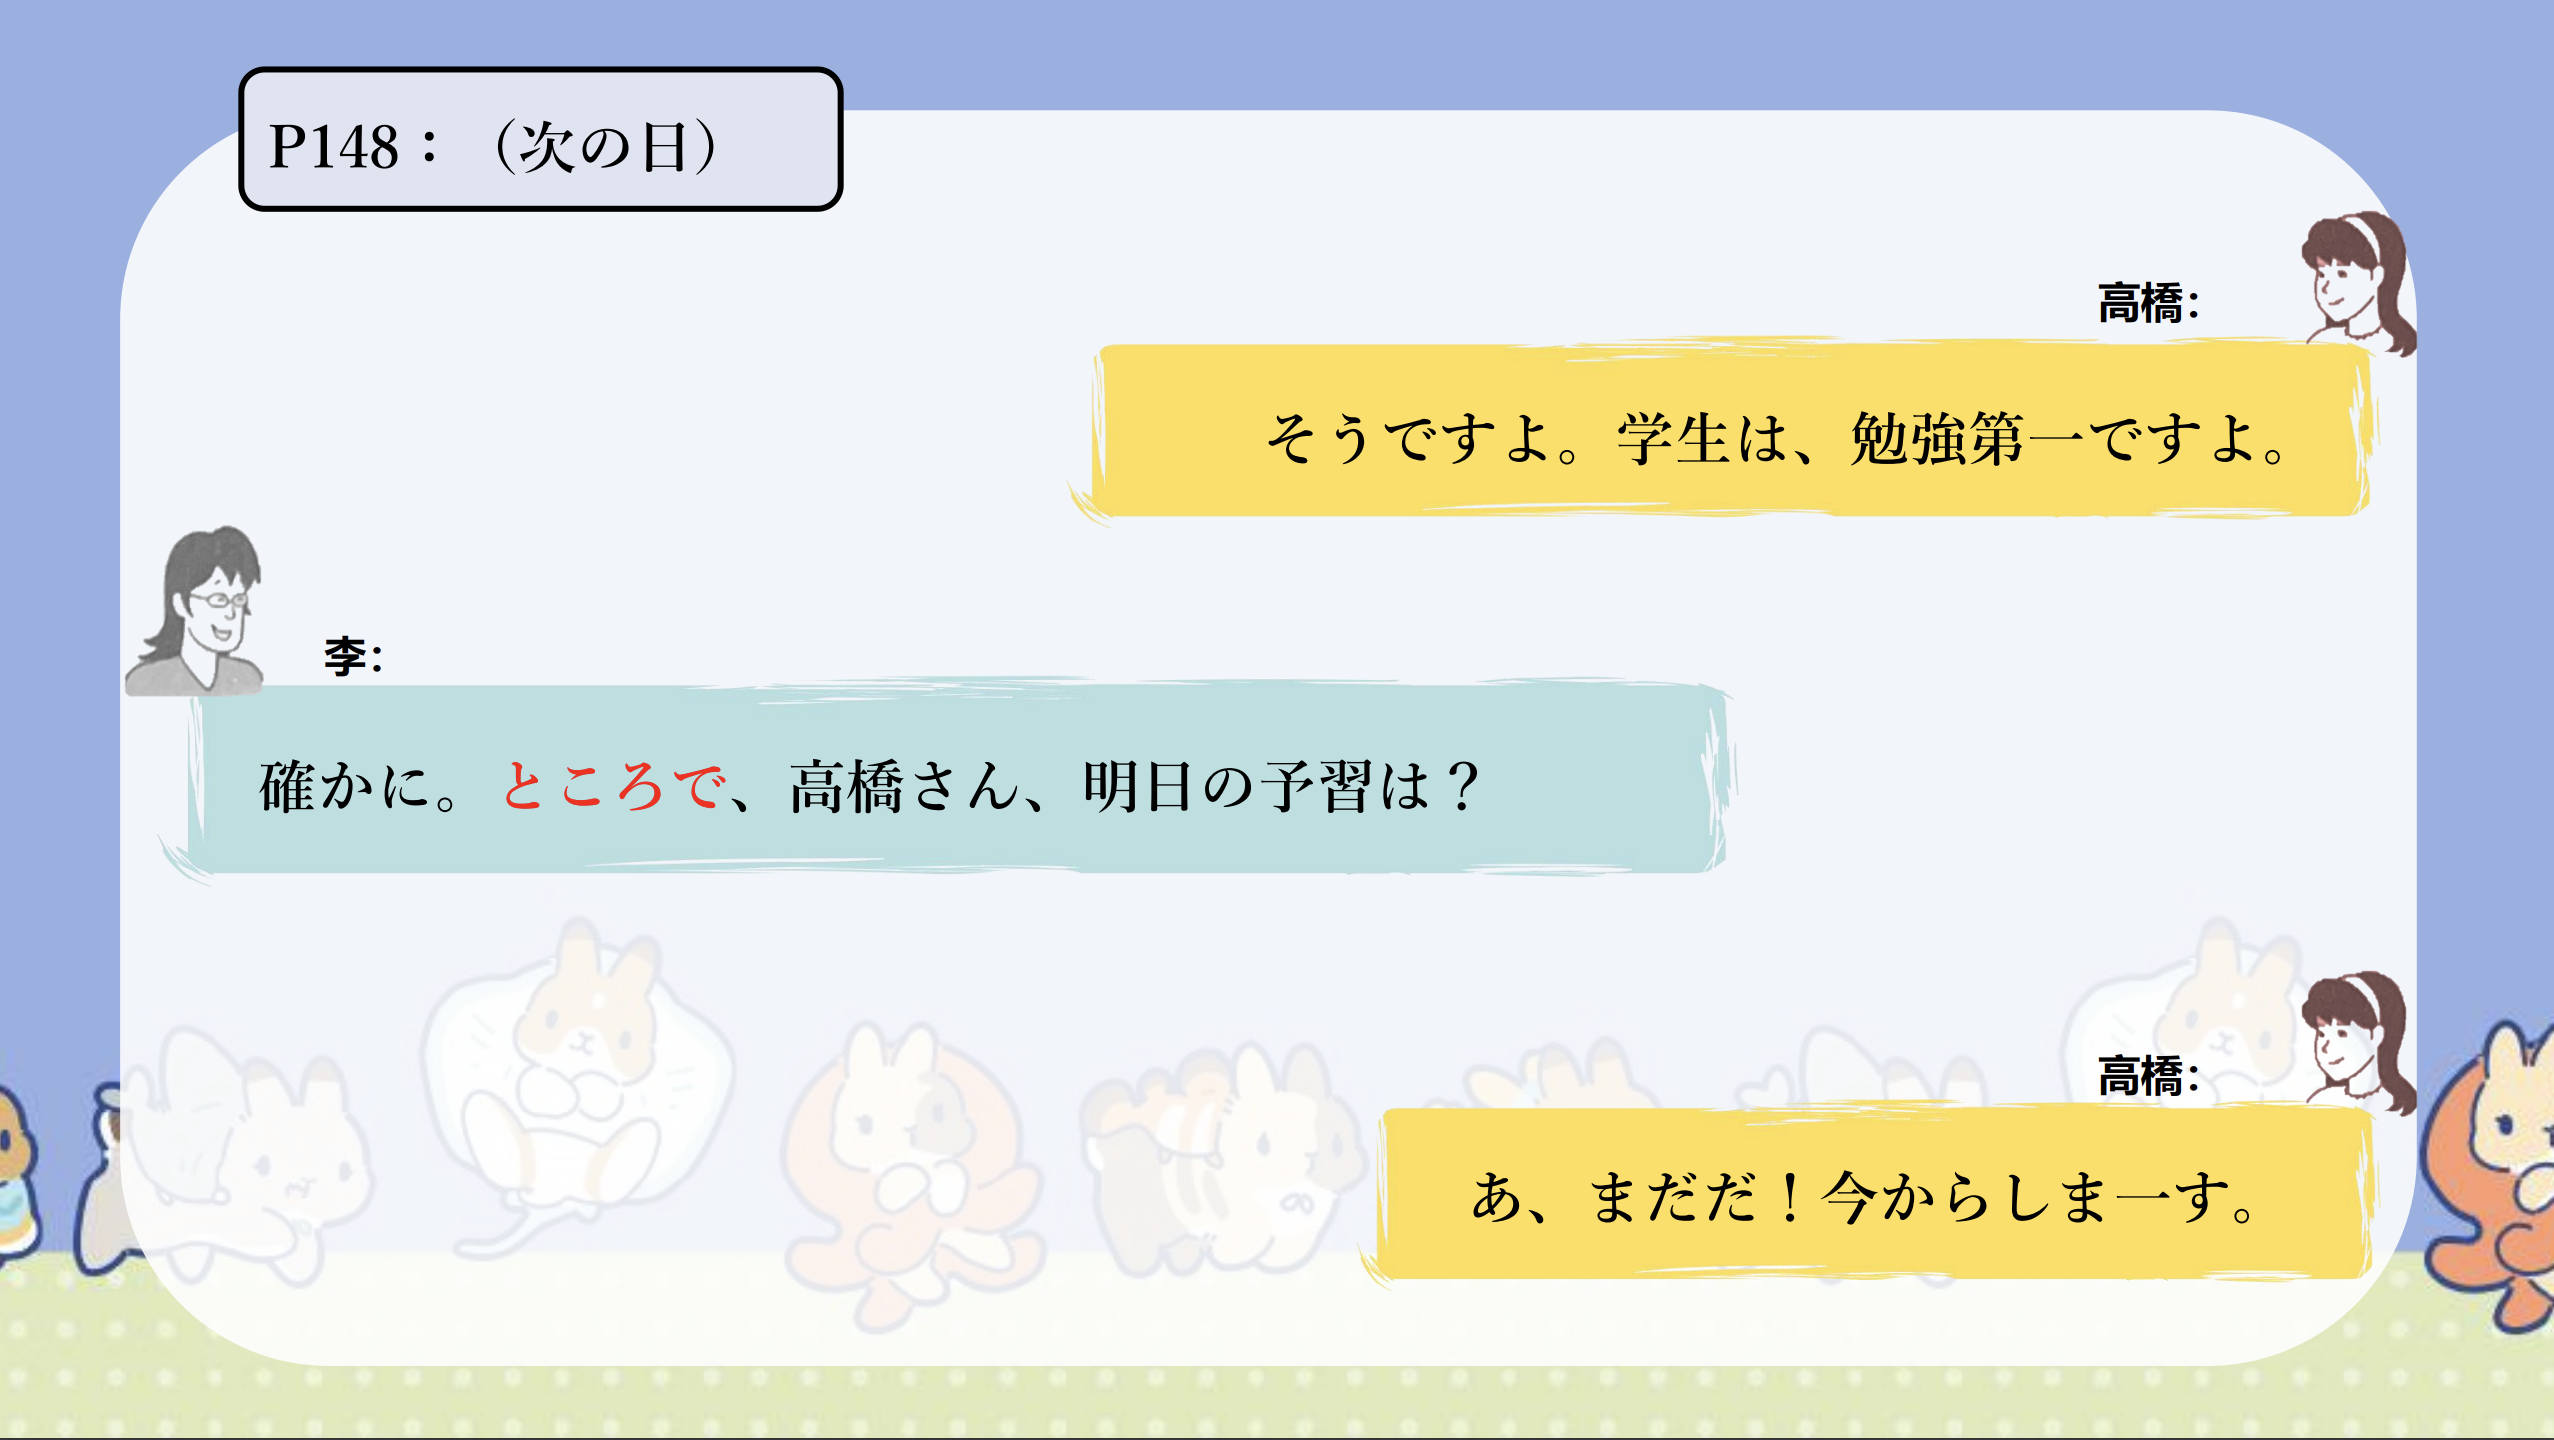 P148：（次の日）
高橋:
そうですよ。学生は、勉強第一ですよ。
李:
確かに。ところで、高橋さん、明日の予習は？
高橋:
あ、まだだ！今からしまーす。